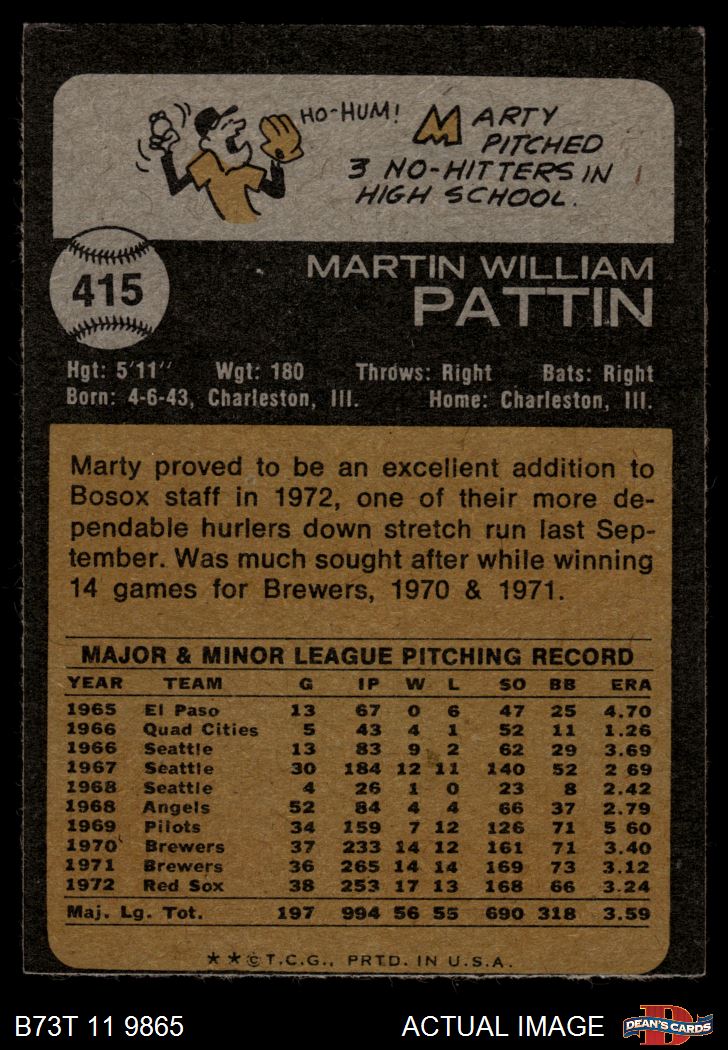 HO-HUM!
MARTY
PITCHED
3 NO-HITTERS IN
HIGH SCHOOL.
415
MARTIN WILLIAM
PATTIN
Hgt: 5'11" Wgt: 180 Throws: Right Bats: Right
Born: 4-6-43, Charleston, Ill. Home: Charleston, Ill.
Marty proved to be an excellent addition to
Bosox staff in 1972, one of their more de-
pendable hurlers down stretch run last Sep-
tember. Was much sought after while winning
14 games for Brewers, 1970 & 1971.
MAJOR & MINOR LEAGUE PITCHING RECORD
YEAR TEAM G IP W L SO BB ERA
1965 El Paso 13 67 0 6 47 25 4.70
1966 Quad Cities 5 43 4 1 52 11 1.26
1966 Seattle 13 83 9 2 62 29 3.69
1967 Seattle 30 184 12 11 140 52 2 69
1968 Seattle 4 26 1 0 23 8 2.42
1968 Angels 52 84 4 4 66 37 2.79
1969 Pilots 34 159 7 12 126 71 5 60
1970 Brewers 37 233 14 12 161 71 3.40
1971 Brewers 36 265 14 14 169 73 3.12
1972 Red Sox 38 253 17 13 168 66 3.24
Maj. Lg. Tot. 197 994 56 55 690 318 3.59
★★©T.C.G., PRTD. IN U.S.A.
B73T 11 9865 ACTUAL IMAGE D DEAN'S CARDS